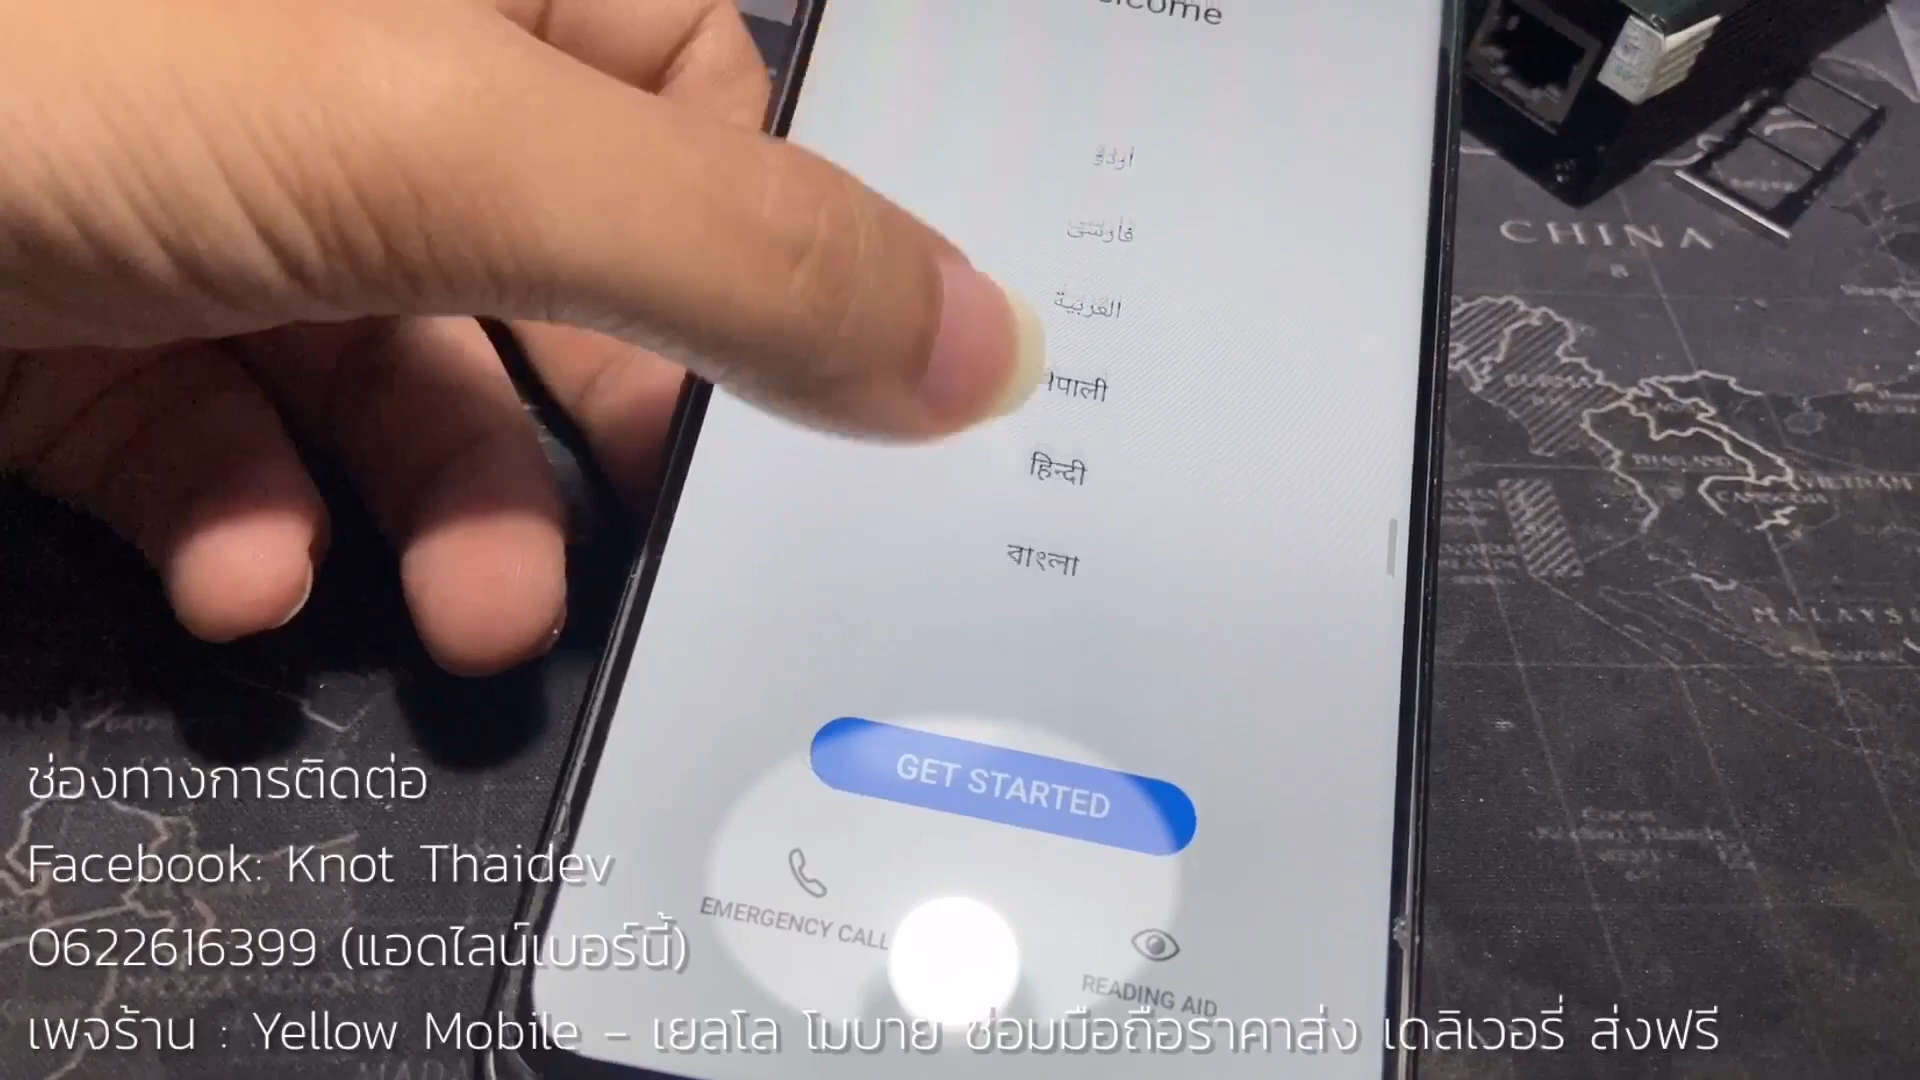 اردو
فارسی
العربية
हिन्दी
বাংলা
GET STARTED
EMERGENCY CALL
READING AID
CHINA
BURMA
THAILAND
VIETNAM
CAMBODIA
ช่องทางการติดต่อ
Facebook: Knot Thaidev
0622616399 (แอดไลน์เบอร์นี้)
เพจร้าน : Yellow Mobile – เยลโล โมบาย ซ่อมมือถือราคาส่ง เดลิเวอรี่ ส่งฟรี